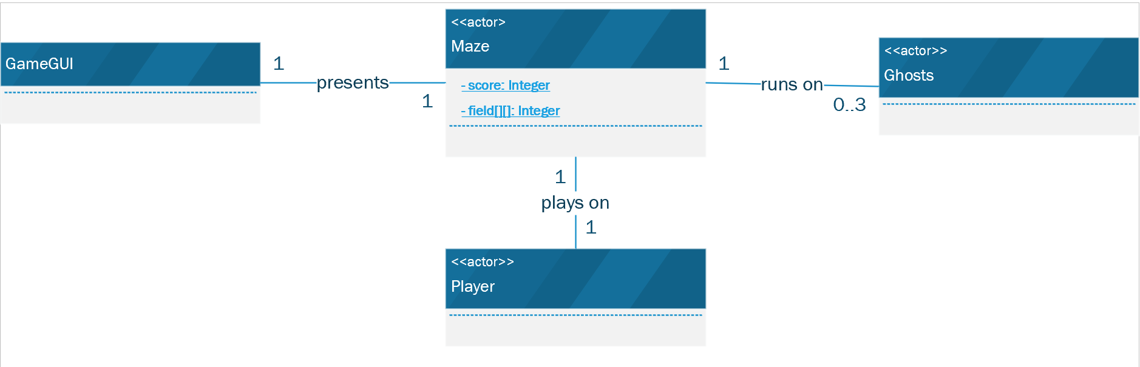 GameGUI
1
presents
1
<<actor>
Maze
- score: Integer
- field[][]: Integer
1
runs on
0..3
<<actor>>
Ghosts
1
plays on
1
<<actor>>
Player